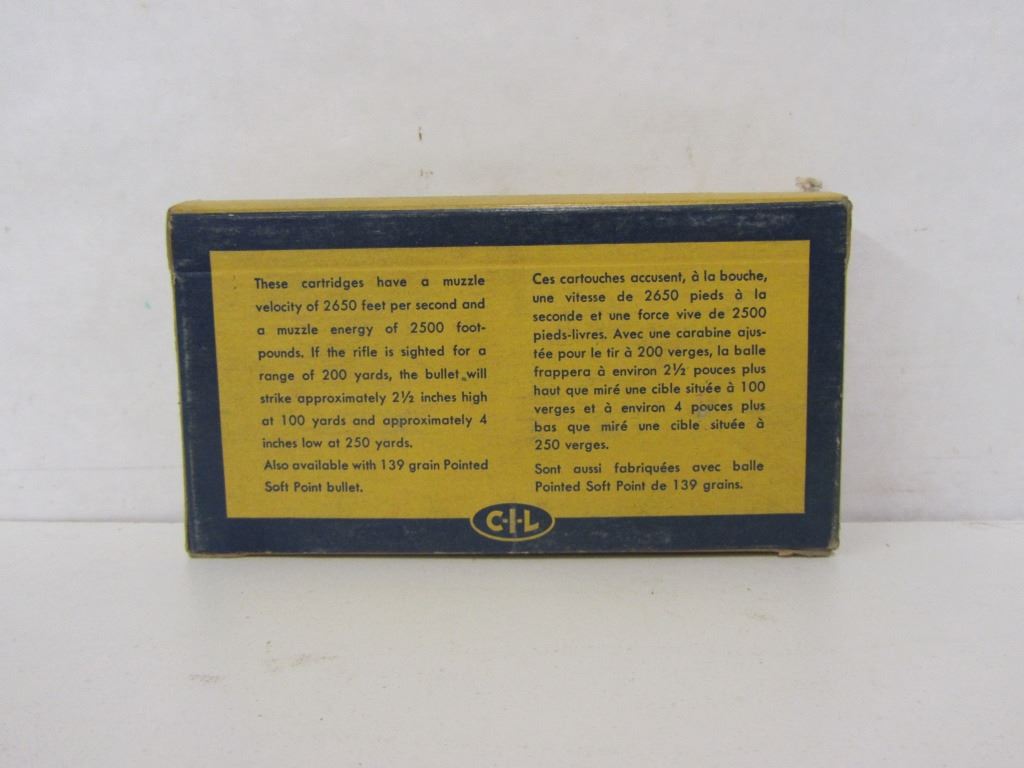 These cartridges have a muzzle
velocity of 2650 feet per second and
a muzzle energy of 2500 foot-
pounds. If the rifle is sighted for a
range of 200 yards, the bullet will
strike approximately 2½ inches high
at 100 yards and approximately 4
inches low at 250 yards.
Also available with 139 grain Pointed
Soft Point bullet.
Ces cartouches accusent, à la bouche,
une vitesse de 2650 pieds à la
seconde et une force vive de 2500
pieds-livres. Avec une carabine ajus-
tée pour le tir à 200 verges, la balle
frappera à environ 2½ pouces plus
haut que miré une cible située à 100
verges et à environ 4 pouces plus
bas que miré une cible située à
250 verges.
Sont aussi fabriquées avec balle
Pointed Soft Point de 139 grains.
C-I-L